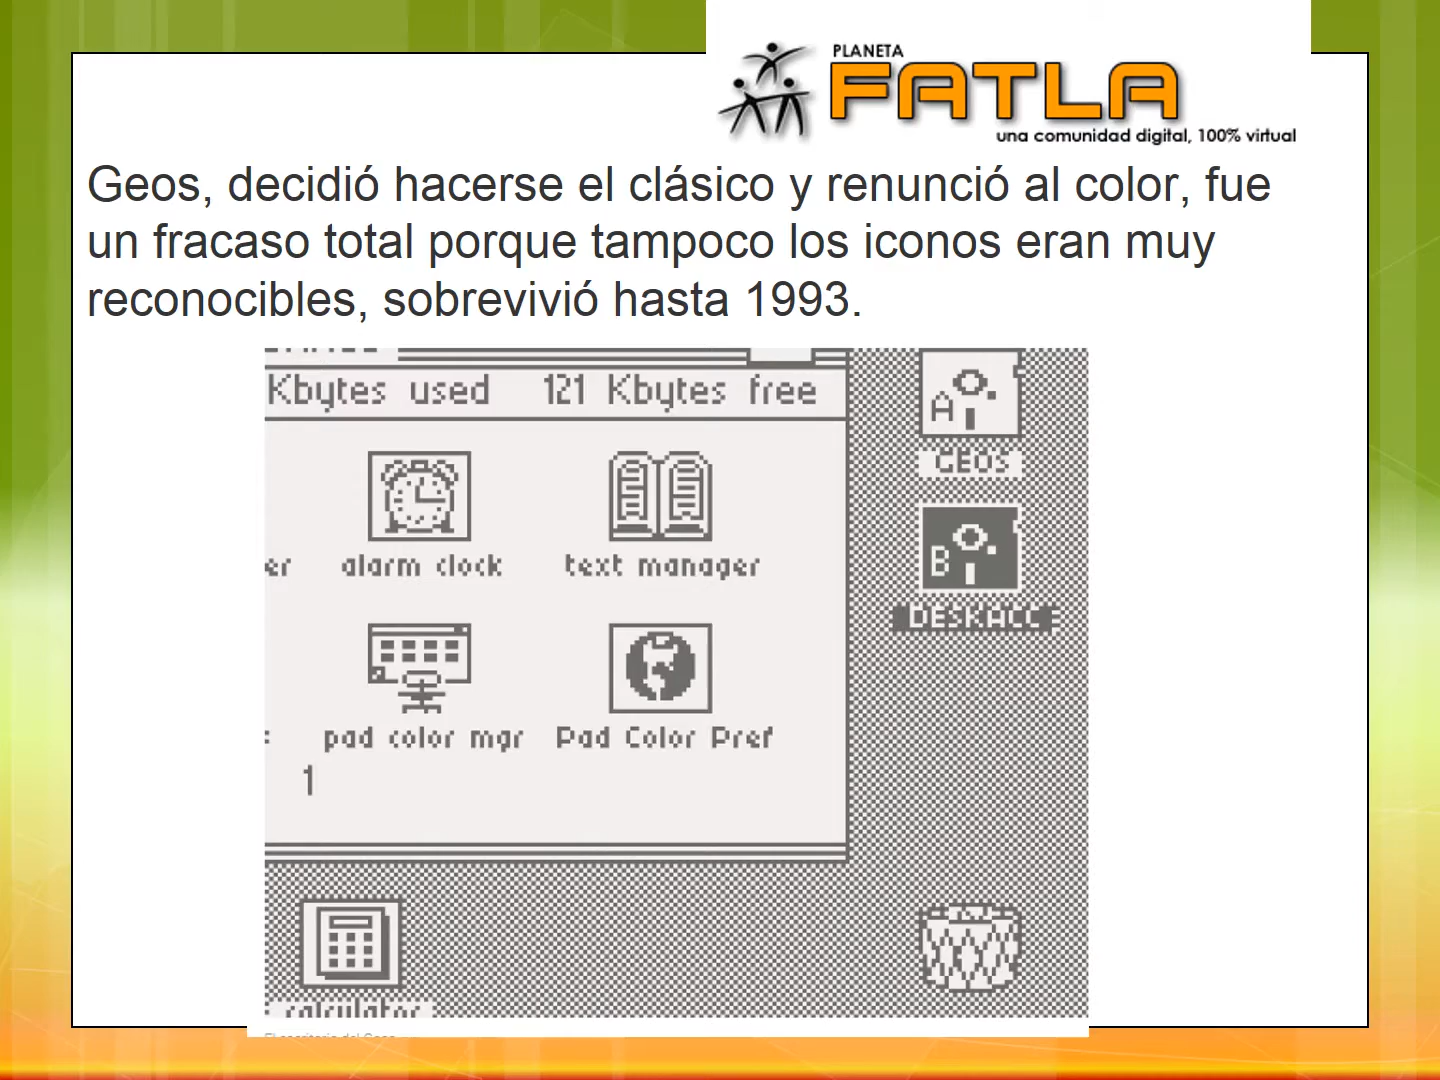 PLANETA
FATLA
una comunidad digital, 100% virtual
Geos, decidió hacerse el clásico y renunció al color, fue
un fracaso total porque tampoco los iconos eran muy
reconocibles, sobrevivió hasta 1993.
Kbytes used 121 Kbytes free
A
GEOS
B
DESKACC
er alarm clock text manager
pad color mgr Pad Color Pref
1
calculator